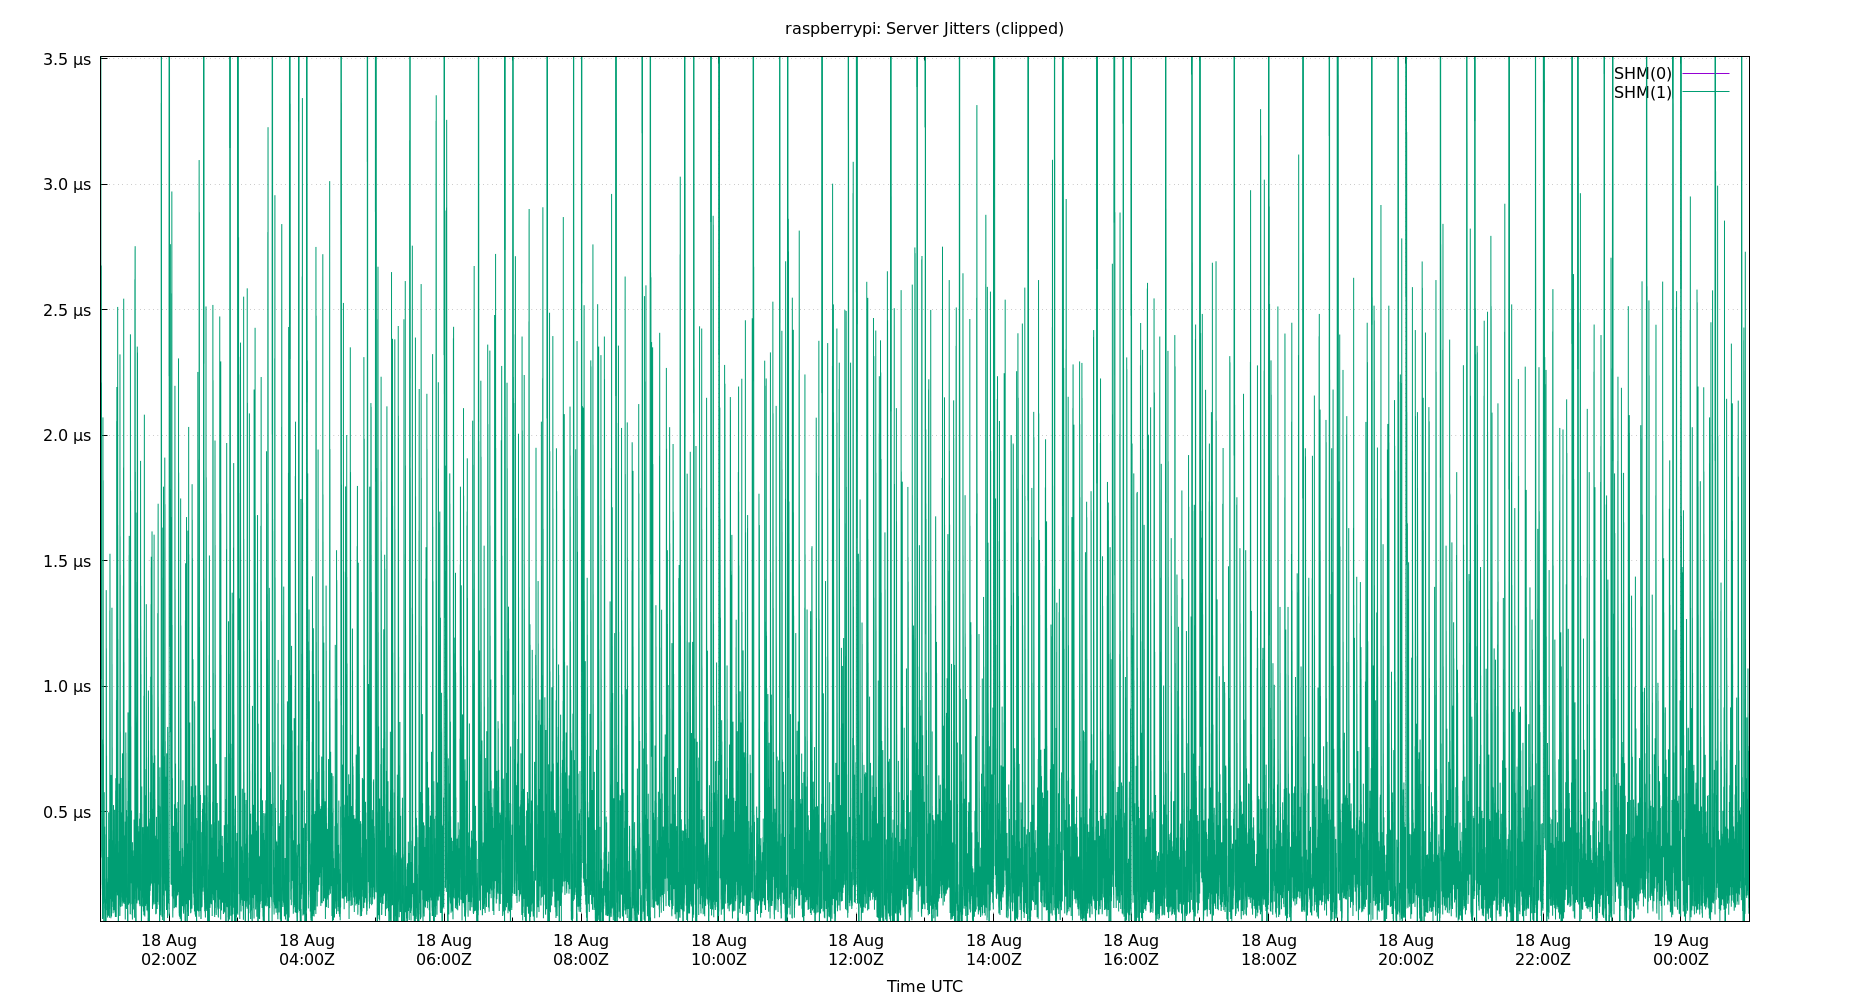 raspberrypi: Server Jitters (clipped)
3.5 μs
SHM(0)
SHM(1)
3.0 μs
2.5 μs
2.0 μs
1.5 μs
1.0 μs
0.5 μs
18 Aug 18 Aug 18 Aug 18 Aug 18 Aug 18 Aug 18 Aug 18 Aug 18 Aug 18 Aug 18 Aug 19 Aug
02:00Z 04:00Z 06:00Z 08:00Z 10:00Z 12:00Z 14:00Z 16:00Z 18:00Z 20:00Z 22:00Z 00:00Z
Time UTC